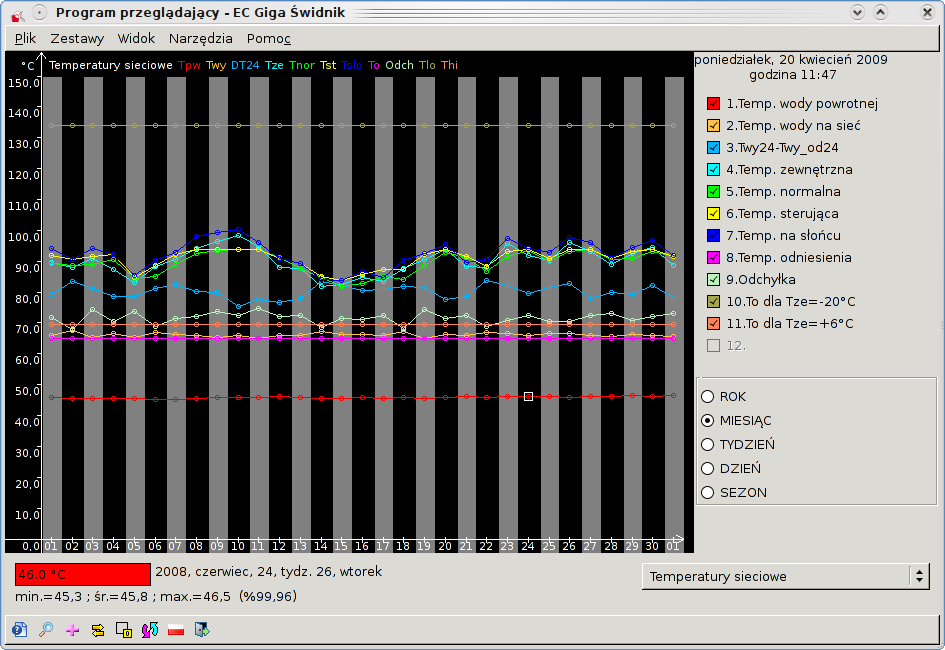 Program przeglądający - EC Giga Świdnik
Plik Zestawy Widok Narzędzia Pomoc
°C Temperatury sieciowe Tpw Twy DT24 Tze Tnor Tst Tslo To Odch Tlo Thi
150,0
140,0
130,0
120,0
110,0
100,0
90,0
80,0
70,0
60,0
50,0
40,0
30,0
20,0
10,0
0,0 01 02 03 04 05 06 07 08 09 10 11 12 13 14 15 16 17 18 19 20 21 22 23 24 25 26 27 28 29 30 01
poniedziałek, 20 kwiecień 2009
godzina 11:47
1.Temp. wody powrotnej
2.Temp. wody na sieć
3.Twy24-Twy_od24
4.Temp. zewnętrzna
5.Temp. normalna
6.Temp. sterująca
7.Temp. na słońcu
8.Temp. odniesienia
9.Odchyłka
10.To dla Tze=-20°C
11.To dla Tze=+6°C
12.
ROK
MIESIĄC
TYDZIEŃ
DZIEŃ
SEZON
46.0 °C 2008, czerwiec, 24, tydz. 26, wtorek
min.=45,3 ; śr.=45,8 ; max.=46,5 (%99,96)
Temperatury sieciowe